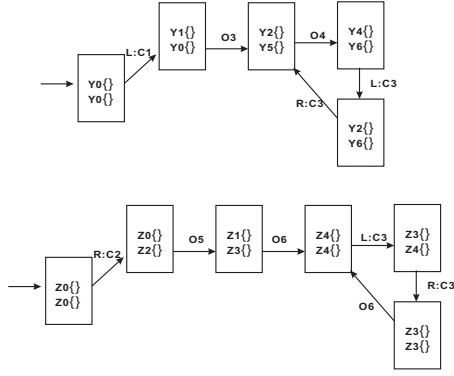 Y0{}
Y0{}
L:C1
Y1{}
Y0{}
O3
Y2{}
Y5{}
O4
Y4{}
Y6{}
L:C3
R:C3
Y2{}
Y6{}
Z0{}
Z0{}
R:C2
Z0{}
Z2{}
O5
Z1{}
Z3{}
O6
Z4{}
Z4{}
L:C3
Z3{}
Z4{}
R:C3
O6
Z3{}
Z3{}